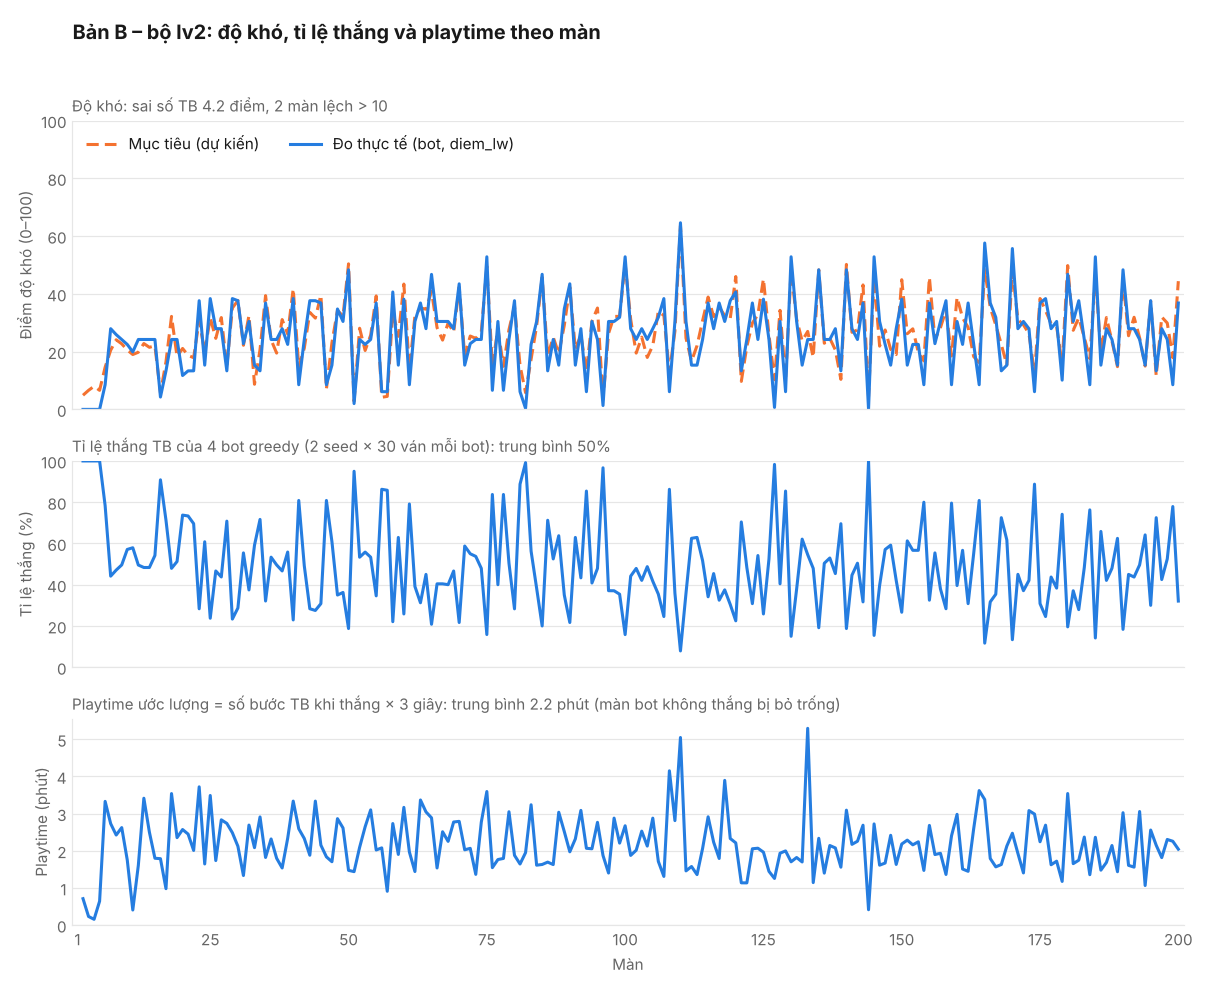 Bản B – bộ lv2: độ khó, tỉ lệ thắng và playtime theo màn
Độ khó: sai số TB 4.2 điểm, 2 màn lệch > 10
Mục tiêu (dự kiến)
Đo thực tế (bot, diem_lw)
Điểm độ khó (0–100)
100
80
60
40
20
0
Tỉ lệ thắng TB của 4 bot greedy (2 seed × 30 ván mỗi bot): trung bình 50%
Tỉ lệ thắng (%)
100
80
60
40
20
0
Playtime ước lượng = số bước TB khi thắng × 3 giây: trung bình 2.2 phút (màn bot không thắng bị bỏ trống)
Playtime (phút)
5
4
3
2
1
0
1 25 50 75 100 125 150 175 200
Màn